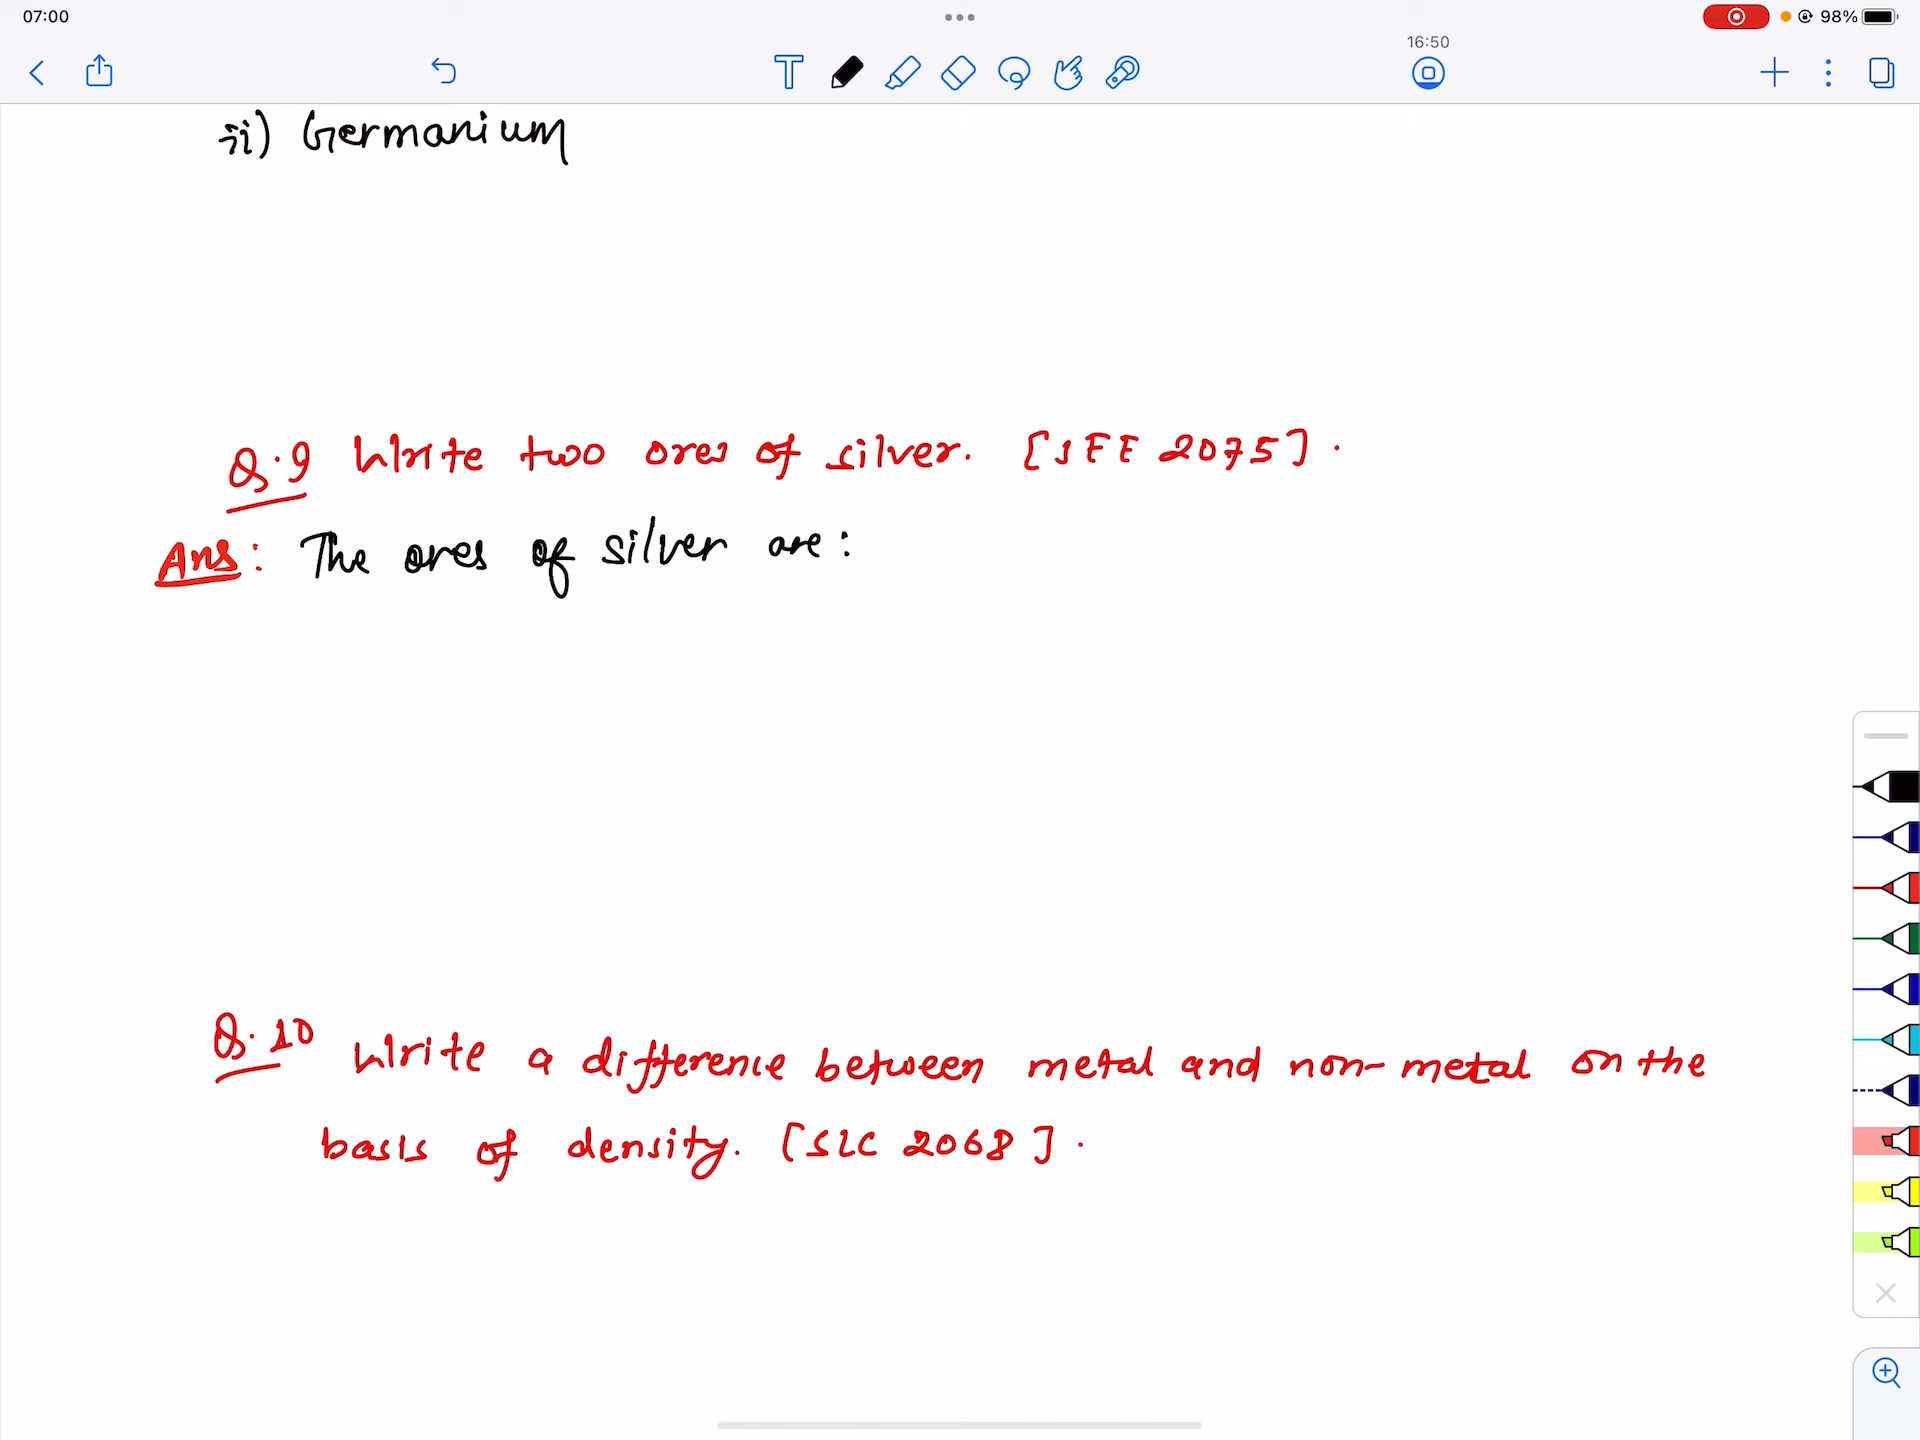 07:00
98%
16:50
ii) Germanium
Q.9 Write two ores of silver. [SEE 2075].
Ans: The ores of silver are:
Q.10 Write a difference between metal and non-metal on the
basis of density. [SLC 2068].